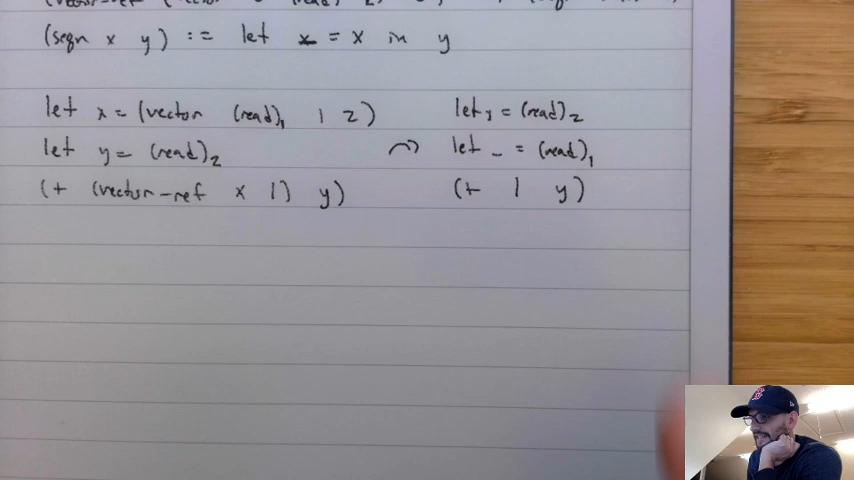 (seqn x y) := let _ = x in y
let x = (vector (read)₁ 1 2)
let y = (read)₂
(+ (vector-ref x 1) y)
↷
let y = (read)₂
let _ = (read)₁
(+ 1 y)